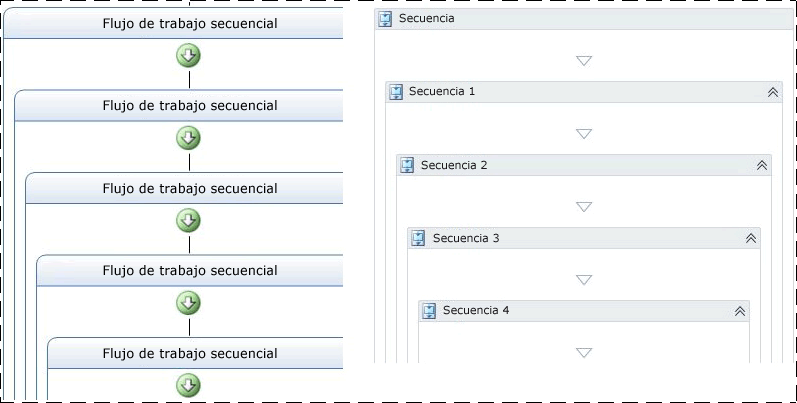 Flujo de trabajo secuencial
Flujo de trabajo secuencial
Flujo de trabajo secuencial
Flujo de trabajo secuencial
Flujo de trabajo secuencial
Secuencia
Secuencia 1
Secuencia 2
Secuencia 3
Secuencia 4